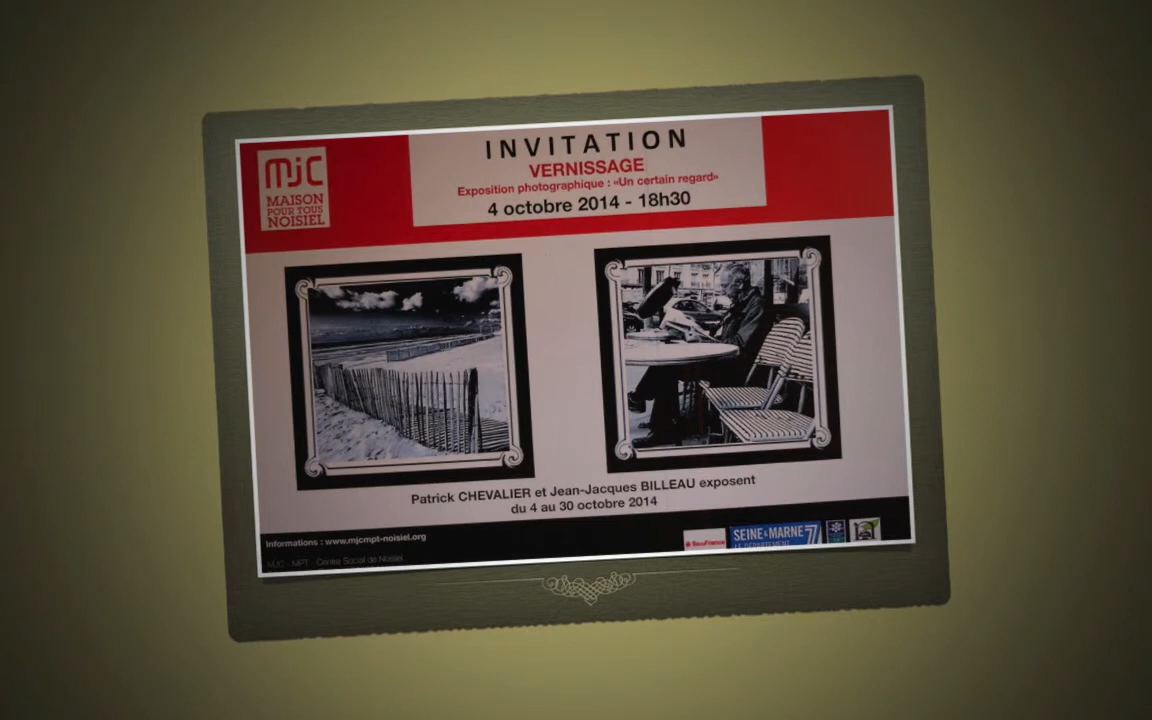 MJC
MAISON
POUR TOUS
NOISIEL
INVITATION
VERNISSAGE
Exposition photographique : «Un certain regard»
4 octobre 2014 - 18h30
Patrick CHEVALIER et Jean-Jacques BILLEAU exposent
du 4 au 30 octobre 2014
Informations : www.mjcmpt-noisiel.org
MJC - MPT - Centre Social de Noisiel
SEINE & MARNE 77
LE DÉPARTEMENT